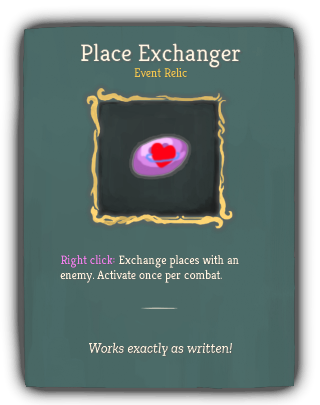 Place Exchanger
Event Relic
Right click: Exchange places with an
enemy. Activate once per combat.
Works exactly as written!